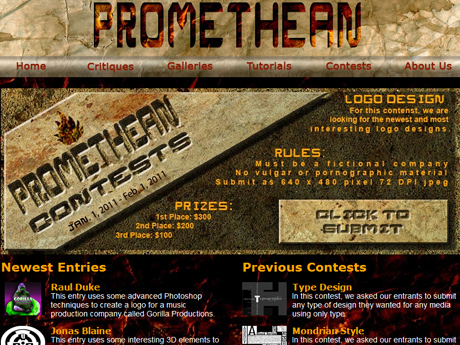 PROMETHEAN
Home Critiques Galleries Tutorials Contests About Us
PROMETHEAN
CONTESTS
JAN. 1, 2011 - Feb. 1, 2011
LOGO DESIGN
For this contenst, we are
looking for the newest and most
interesting logo designs.
RULES:
Must be a fictional company
No vulgar or pornographic material
Submit as 640 x 480 pixel 72 DPI jpeg
PRIZES:
1st Place: $300
2nd Place: $200
3rd Place: $100
CLICK TO
SUBMIT
Newest Entries
Raul Duke
This entry uses some advanced Photoshop
techniques to create a logo for a music
production company called Gorilla Productions.
Jonas Blaine
This entry uses some interesting 3D elements to
Previous Contests
Type Design
In this contest, we asked our entrants to submit
any type of design they wanted for any media
using only type.
Mondrian Style
In this contest, we asked our entrants to submit